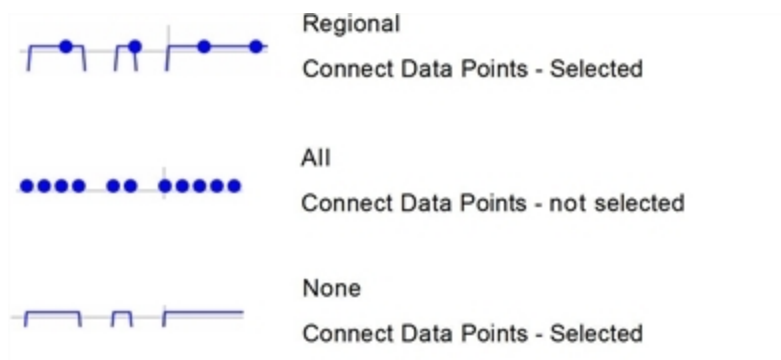 Regional
Connect Data Points - Selected
All
Connect Data Points - not selected
None
Connect Data Points - Selected